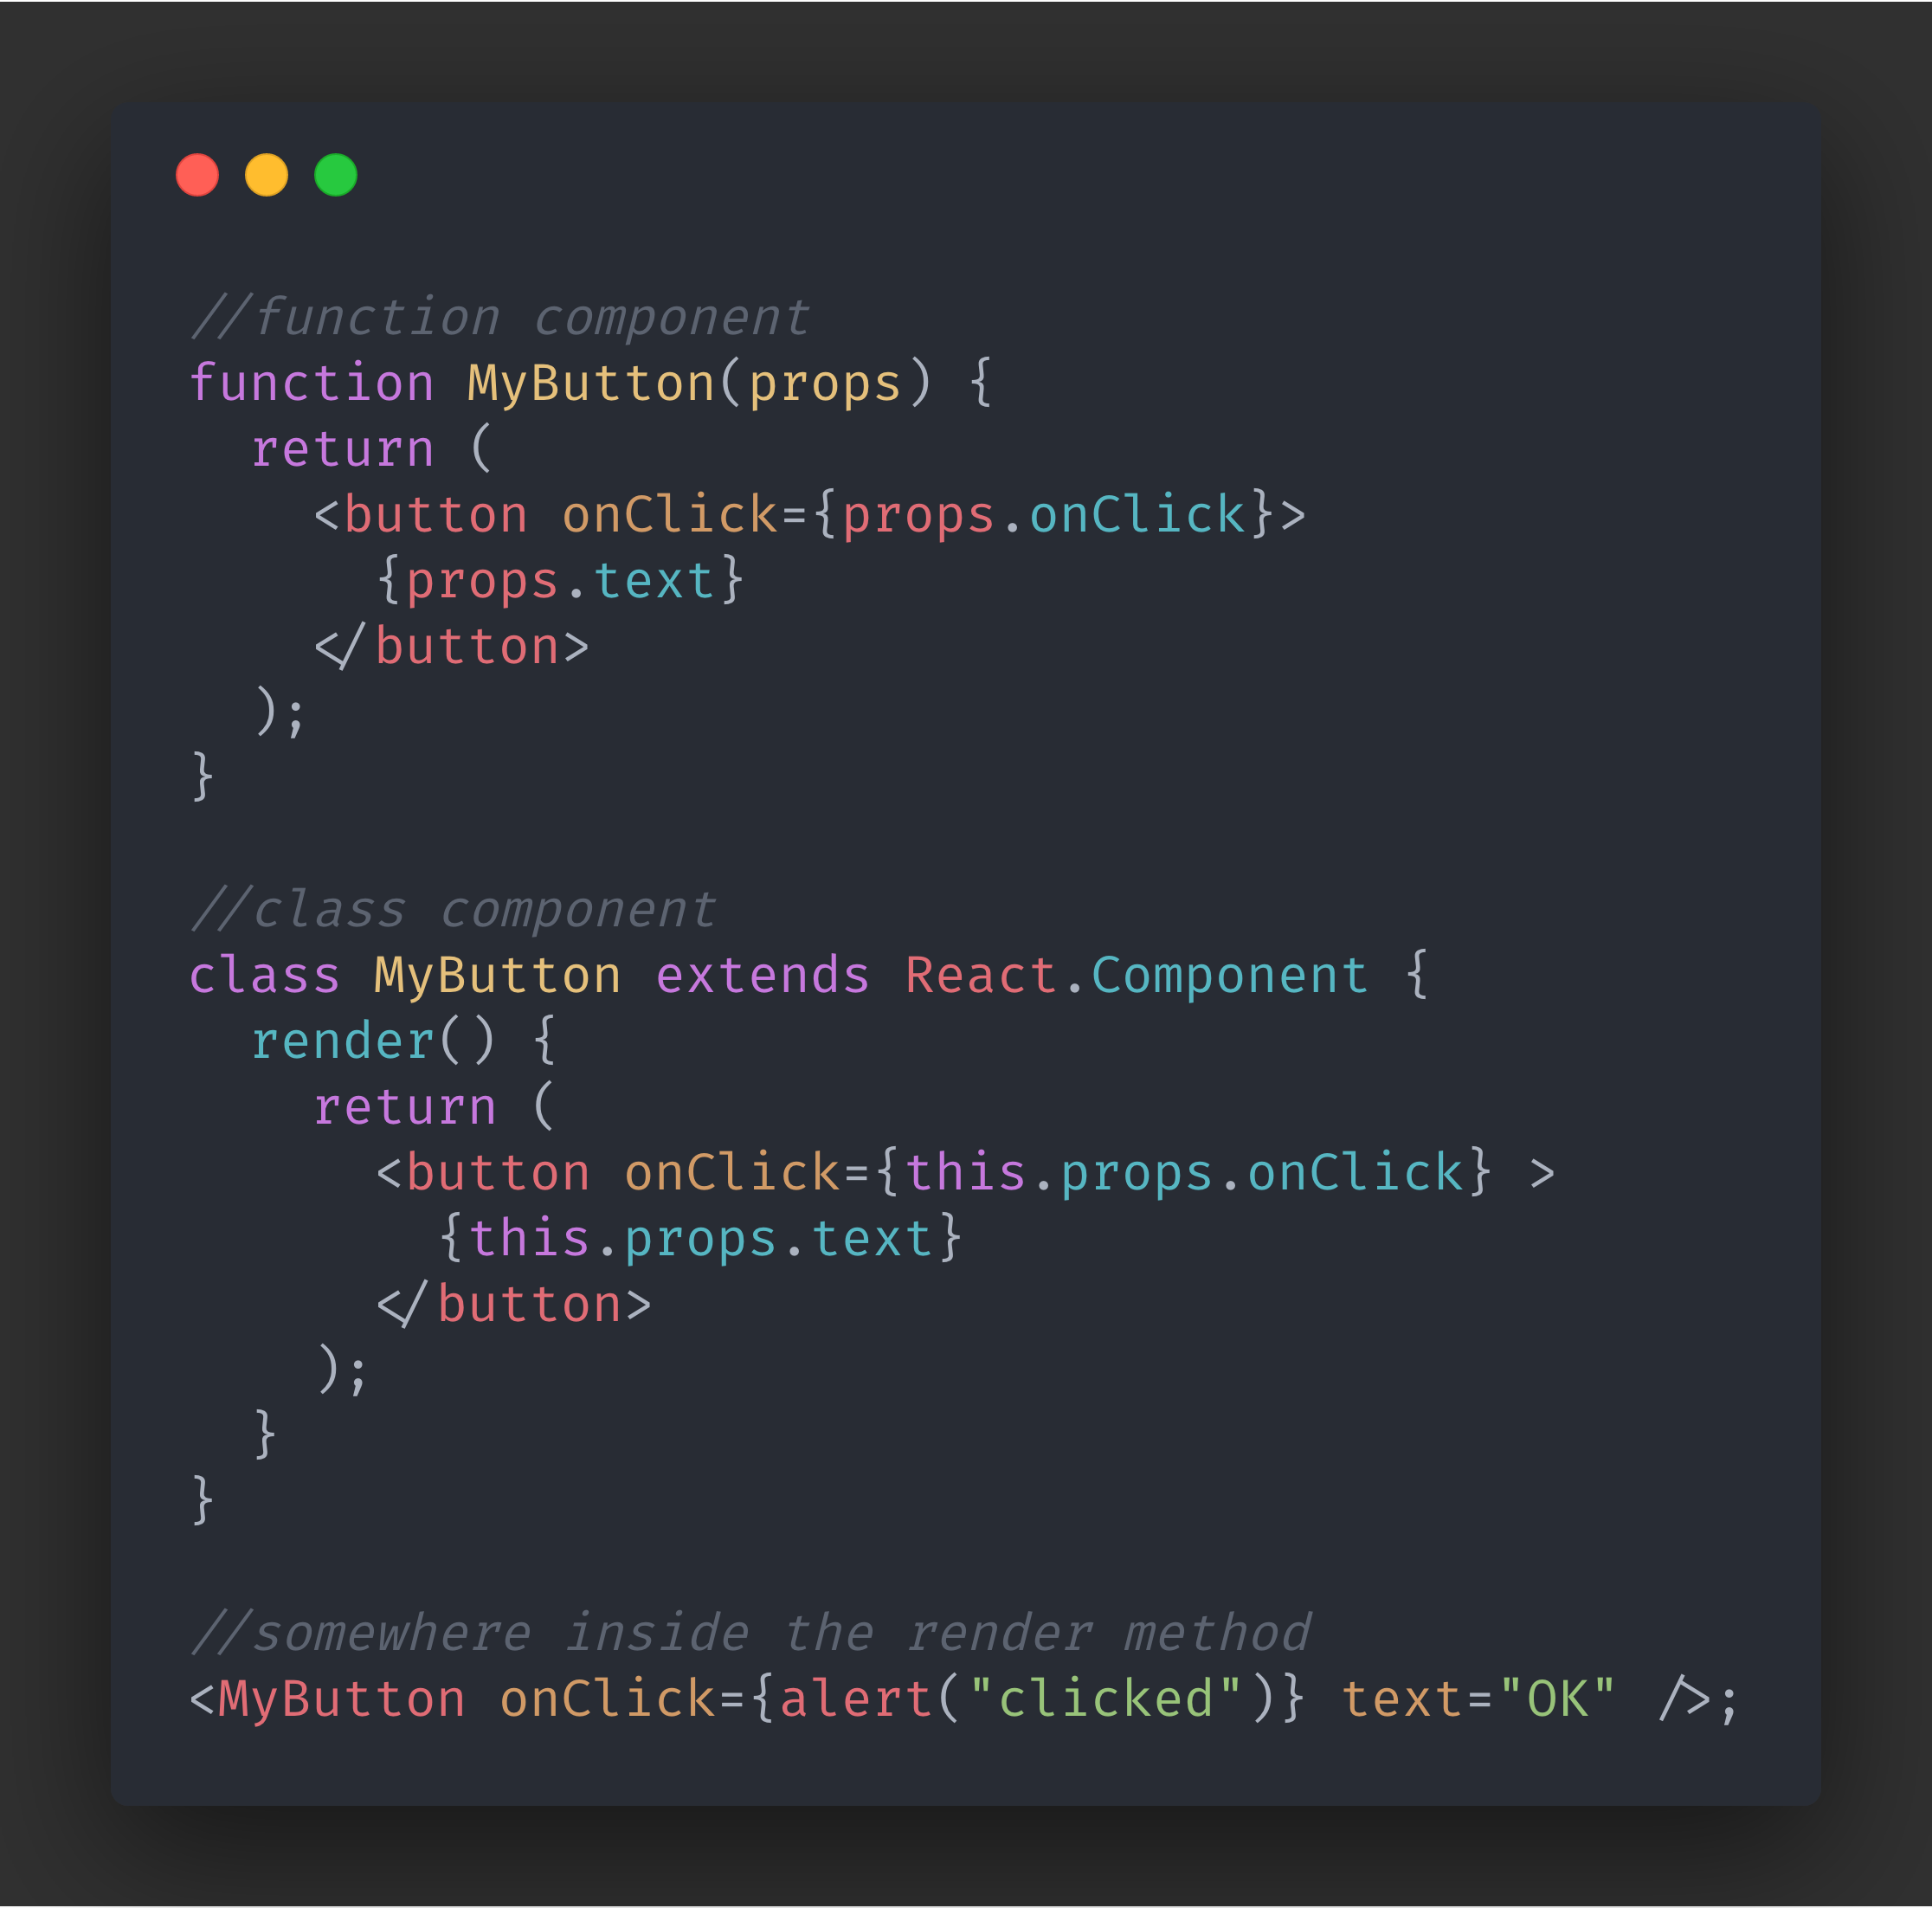 //function component
function MyButton(props) {
  return (
    <button onClick={props.onClick}>
      {props.text}
    </button>
  );
}

//class component
class MyButton extends React.Component {
  render() {
    return (
      <button onClick={this.props.onClick} >
        {this.props.text}
      </button>
    );
  }
}

//somewhere inside the render method
<MyButton onClick={alert("clicked")} text="OK"  />;